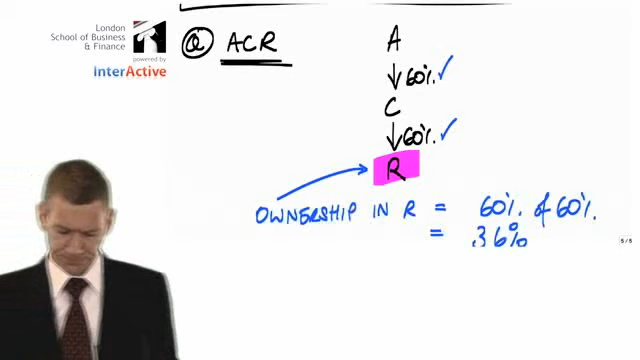 London
School of Business
& Finance
powered by
InterActive
Q ACR
A
↓ 60% ✓
C
↓ 60% ✓
R
OWNERSHIP IN R = 60% of 60%.
= 36%
5/5